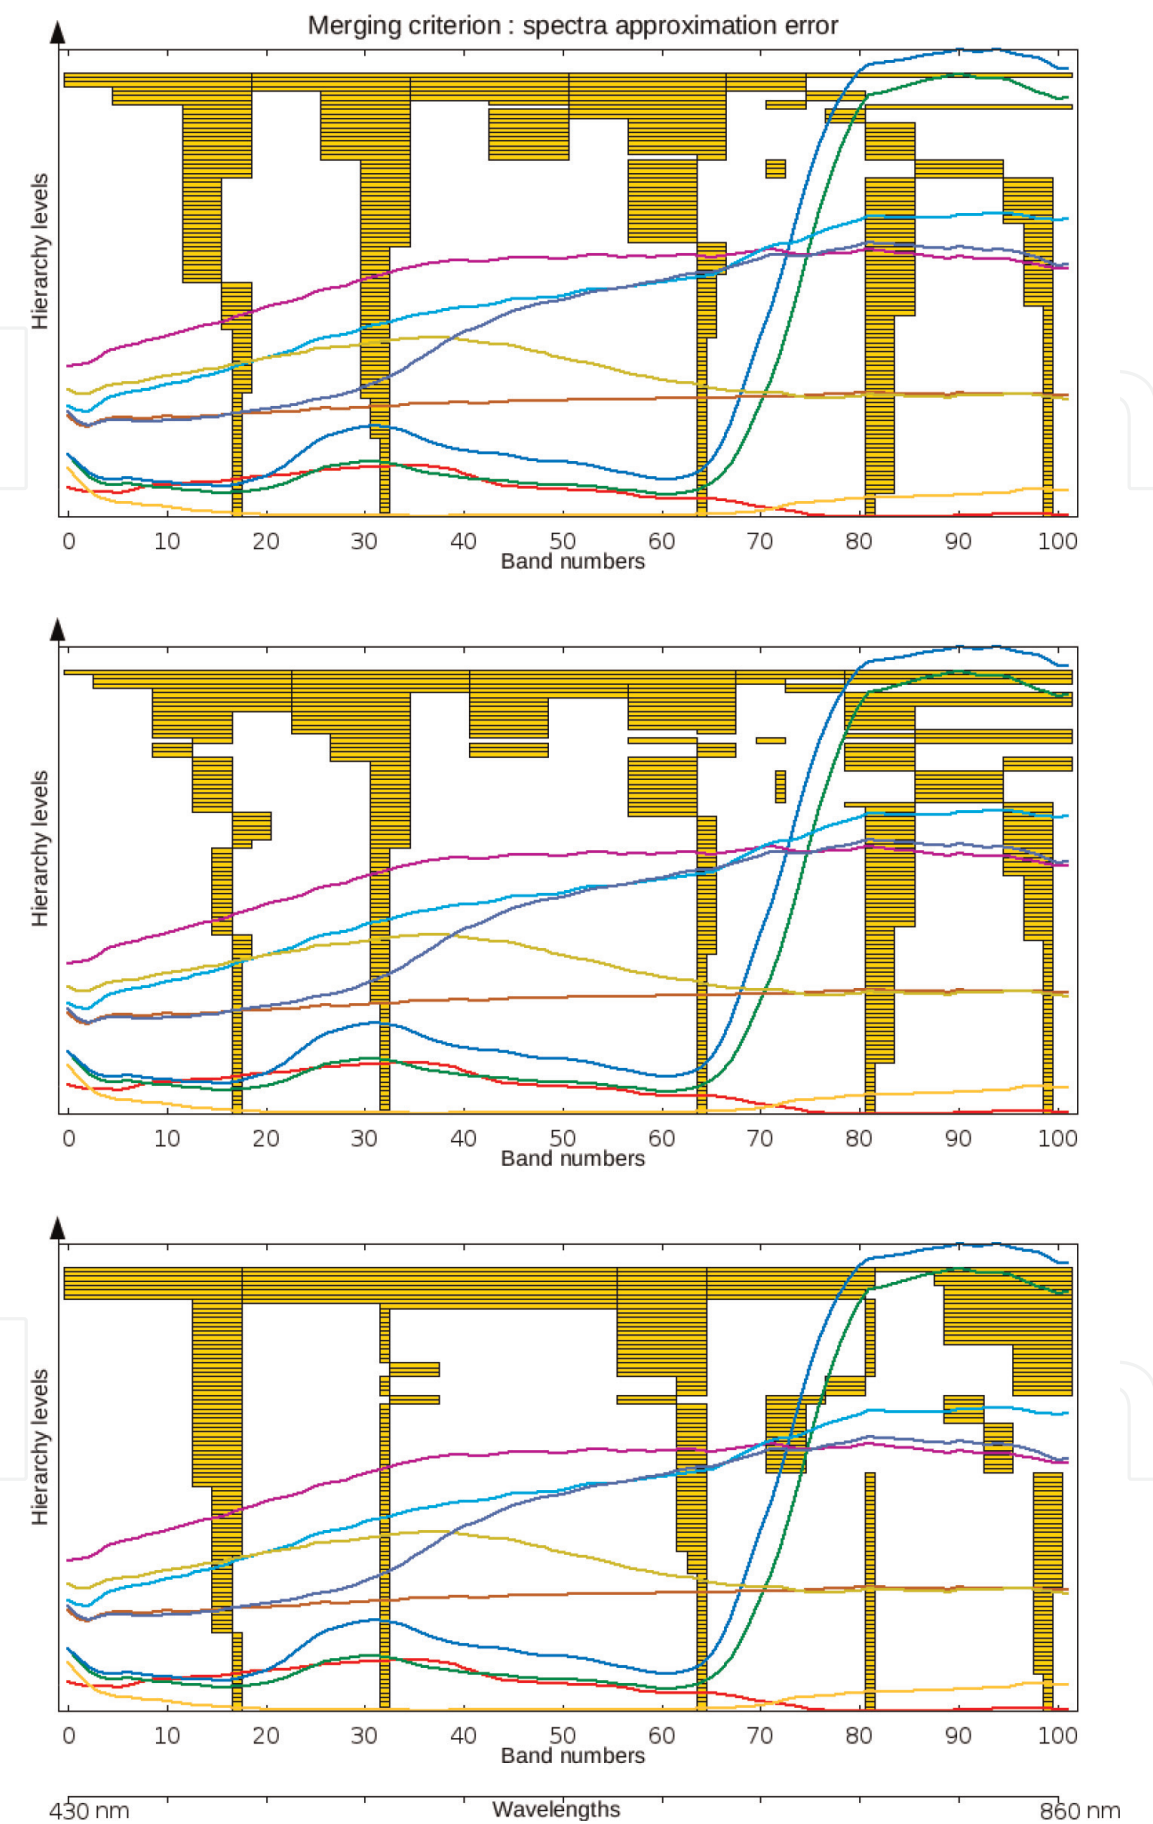 Merging criterion : spectra approximation error
Hierarchy levels
0 10 20 30 40 50 60 70 80 90 100
Band numbers
Hierarchy levels
0 10 20 30 40 50 60 70 80 90 100
Band numbers
Hierarchy levels
0 10 20 30 40 50 60 70 80 90 100
Band numbers
430 nm Wavelengths 860 nm